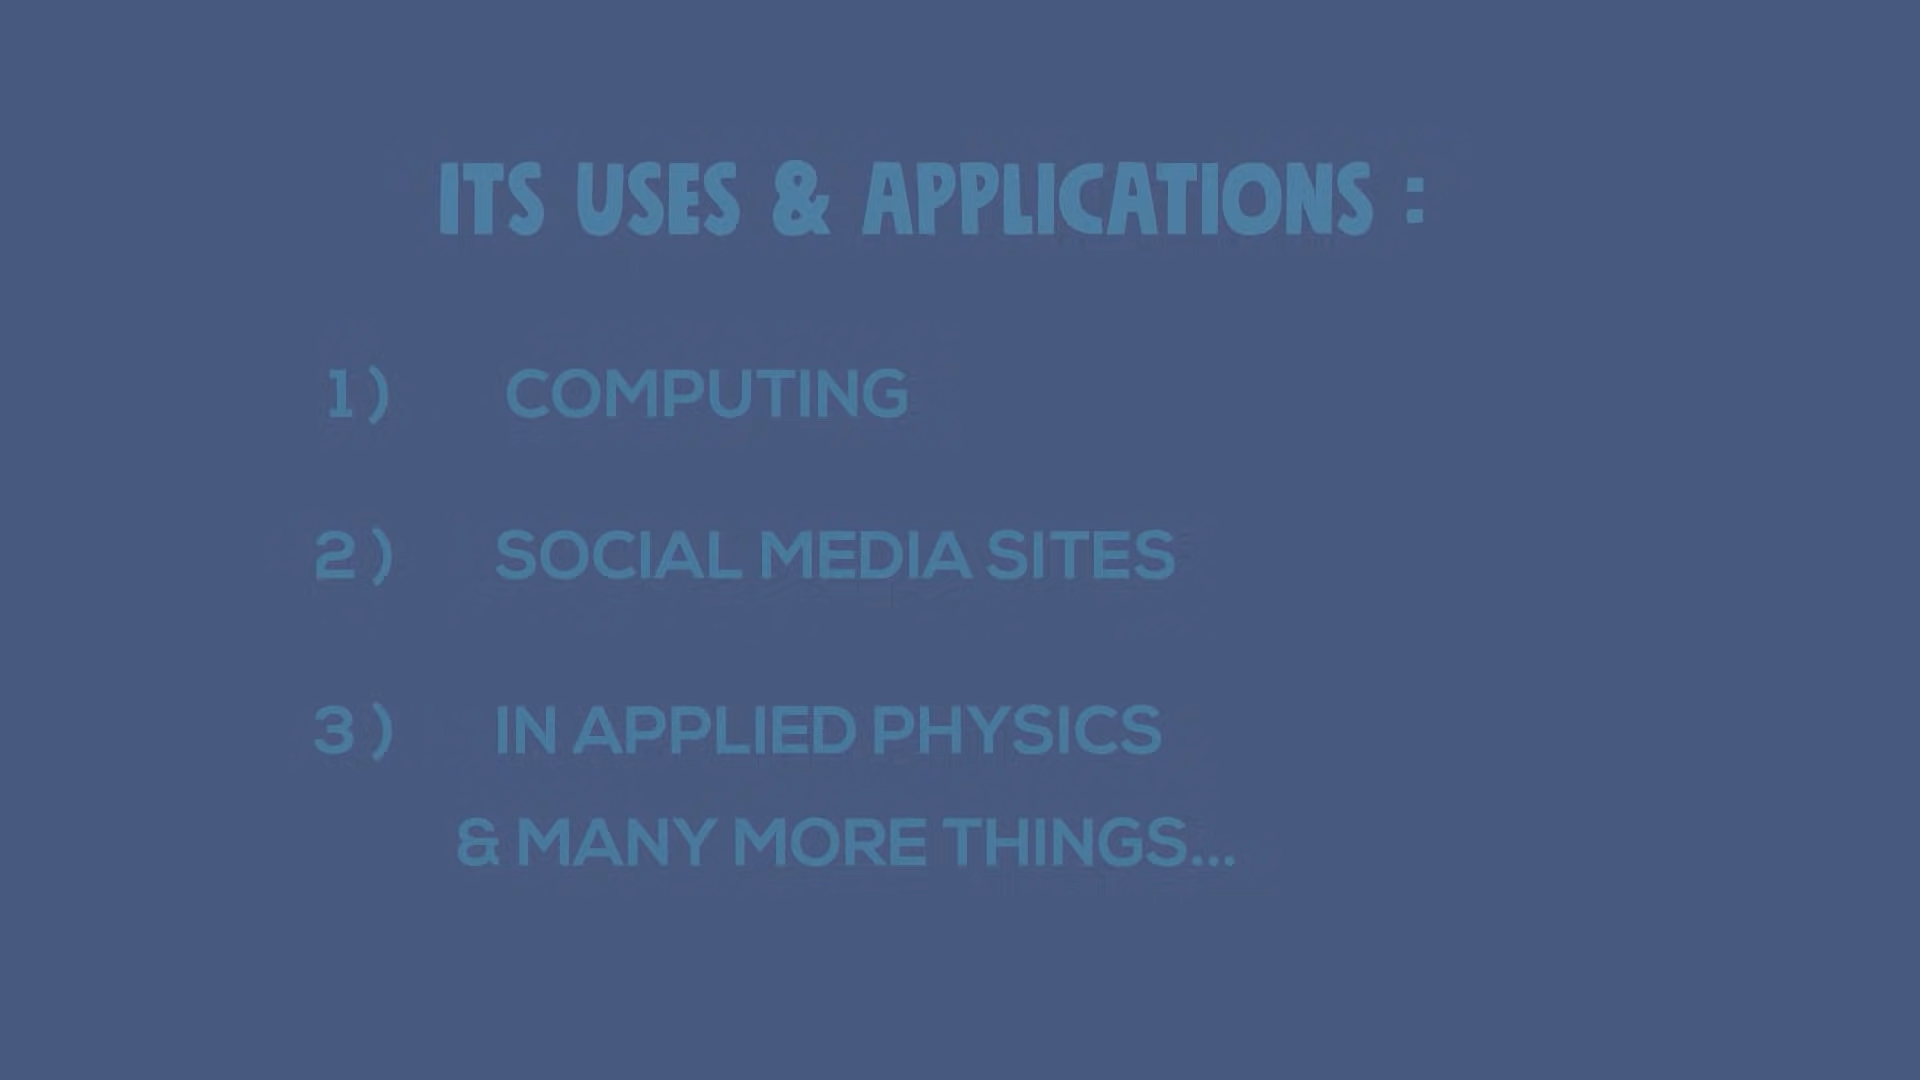 ITS USES & APPLICATIONS :
1) COMPUTING
2) SOCIAL MEDIA SITES
3) IN APPLIED PHYSICS
& MANY MORE THINGS...